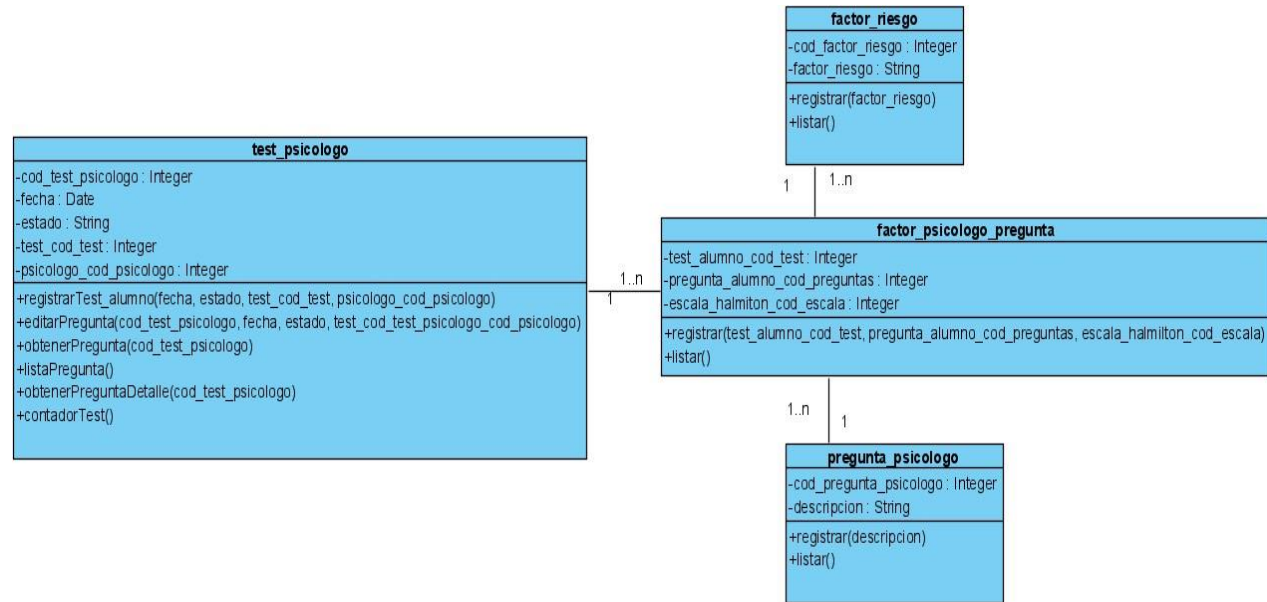 factor_riesgo
-cod_factor_riesgo : Integer
-factor_riesgo : String
+registrar(factor_riesgo)
+listar()
1
1..n
test_psicologo
-cod_test_psicologo : Integer
-fecha : Date
-estado : String
-test_cod_test : Integer
-psicologo_cod_psicologo : Integer
+registrarTest_alumno(fecha, estado, test_cod_test, psicologo_cod_psicologo)
+editarPregunta(cod_test_psicologo, fecha, estado, test_cod_test_psicologo_cod_psicologo)
+obtenerPregunta(cod_test_psicologo)
+listaPregunta()
+obtenerPreguntaDetalle(cod_test_psicologo)
+contadorTest()
1..n
1
factor_psicologo_pregunta
-test_alumno_cod_test : Integer
-pregunta_alumno_cod_preguntas : Integer
-escala_halmiton_cod_escala : Integer
+registrar(test_alumno_cod_test, pregunta_alumno_cod_preguntas, escala_halmilton_cod_escala)
+listar()
1..n
1
pregunta_psicologo
-cod_pregunta_psicologo : Integer
-descripcion : String
+registrar(descripcion)
+listar()